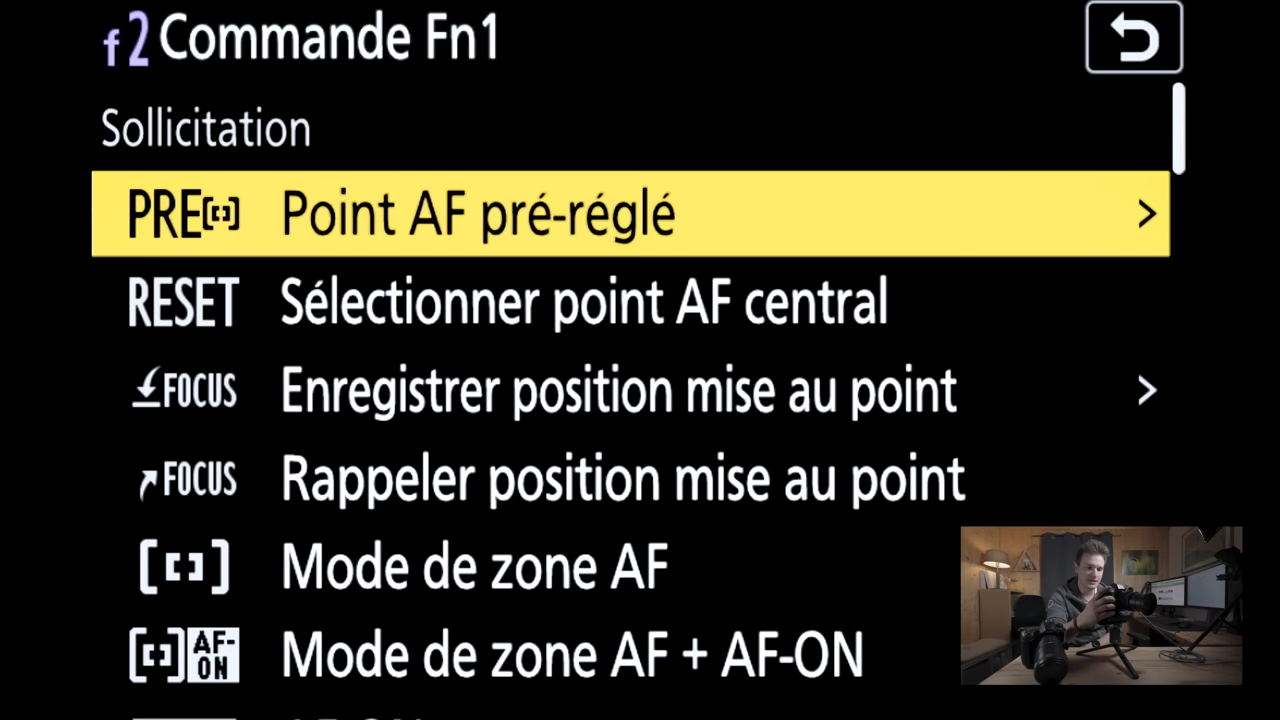 f2 Commande Fn1
Sollicitation
PRE Point AF pré-réglé >
RESET Sélectionner point AF central
FOCUS Enregistrer position mise au point >
FOCUS Rappeler position mise au point
Mode de zone AF
AF-ON Mode de zone AF + AF-ON